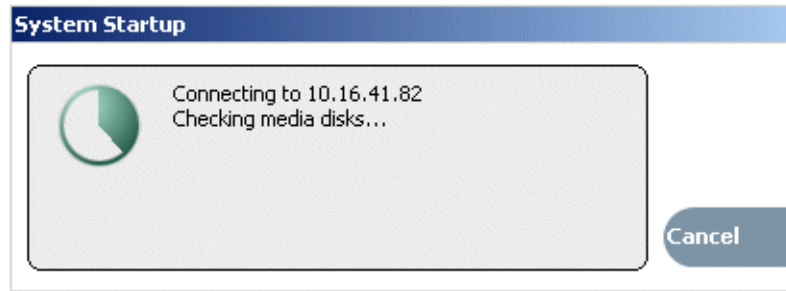 System Startup
Connecting to 10.16.41.82
Checking media disks...
Cancel